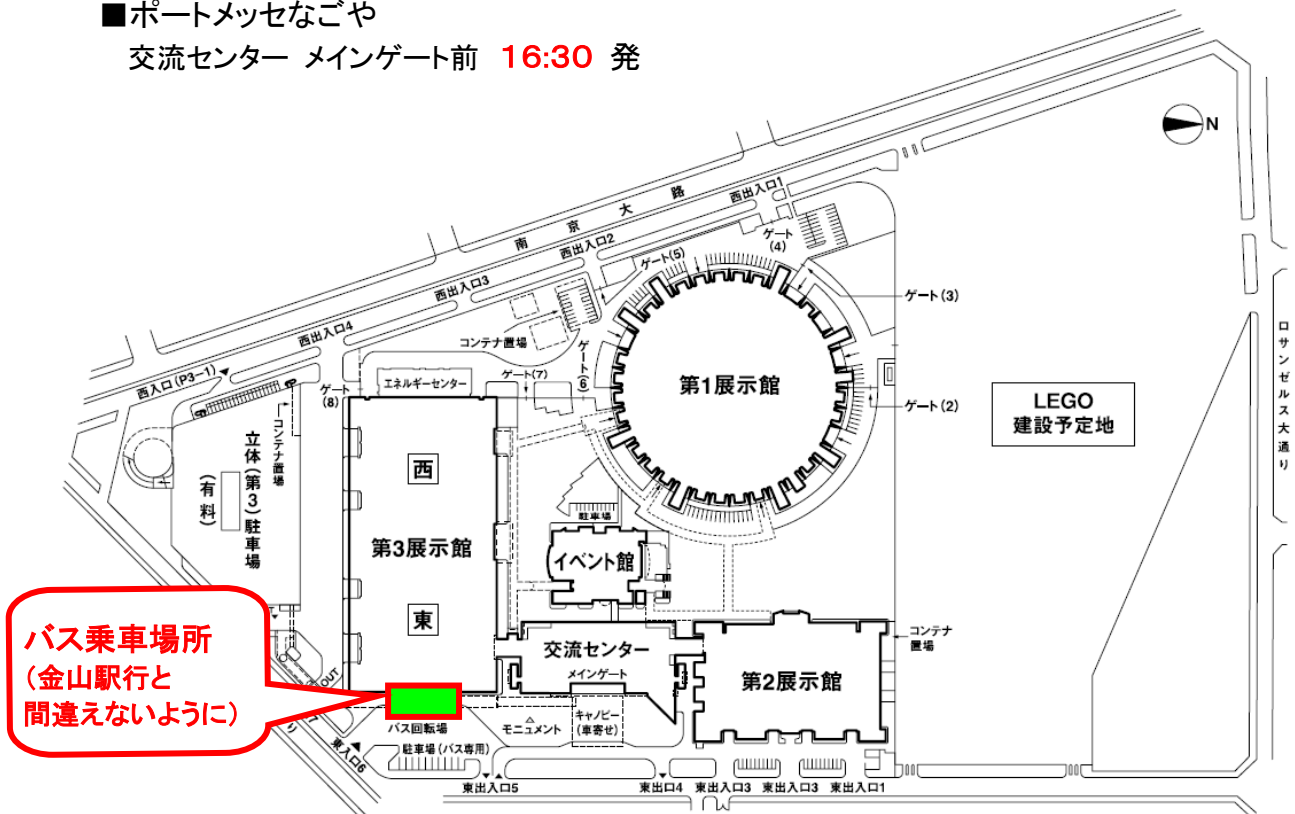 ■ポートメッセなごや
交流センター メインゲート前 16:30 発
N
南京大路
西出入口1
西出入口2
西出入口3
西出入口4
西入口(P3-1)
ゲート
(4)
ゲート(5)
ゲート(3)
ゲート(2)
ゲート(6)
ゲート(7)
ゲート
(8)
コンテナ置場
エネルギーセンター
コンテナ置場
立体(第3)駐車場
(有料)
第1展示館
LEGO
建設予定地
ロサンゼルス大通り
西
第3展示館
東
駐車場
イベント館
交流センター
メインゲート
第2展示館
コンテナ
置場
バス乗車場所
(金山駅行と
間違えないように)
OUT
バス回転場
モニュメント
キャノピー
(車寄せ)
駐車場(バス専用)
東入口6
東出入口5
東出口4
東出入口3
東出入口3
東出入口1